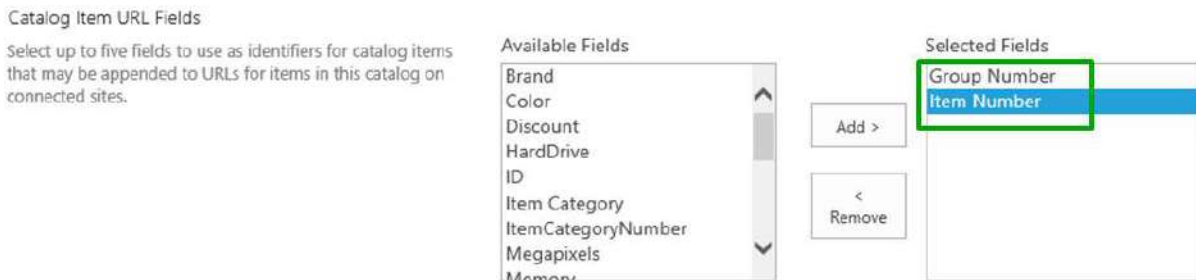 Catalog Item URL Fields
Select up to five fields to use as identifiers for catalog items
that may be appended to URLs for items in this catalog on
connected sites.
Available Fields
Brand
Color
Discount
HardDrive
ID
Item Category
ItemCategoryNumber
Megapixels
Memory
Add >
<
Remove
Selected Fields
Group Number
Item Number